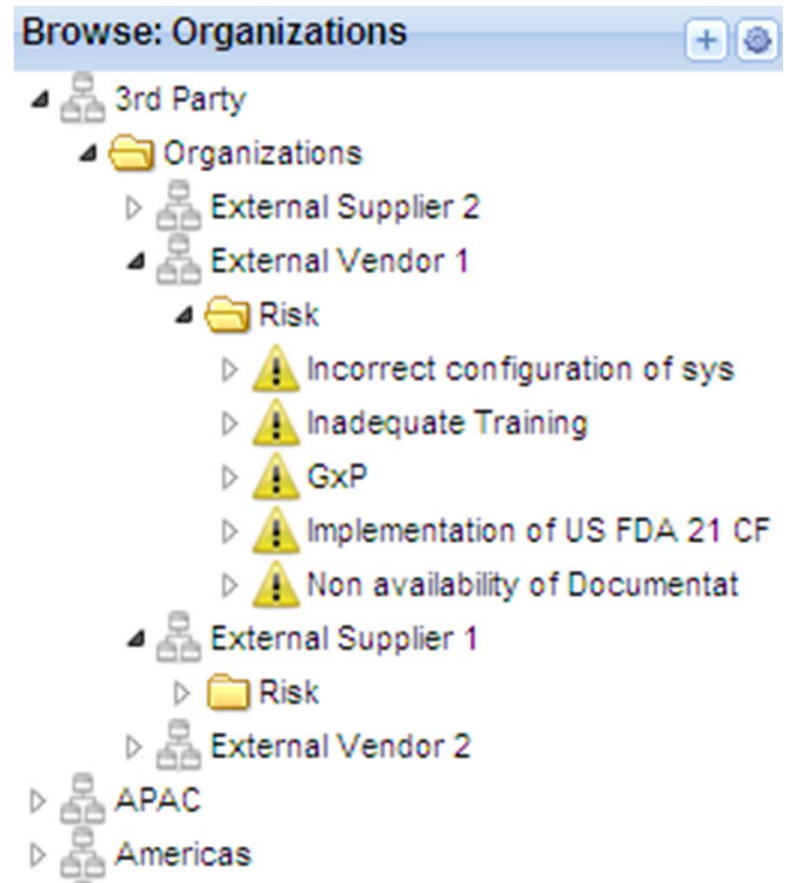 Browse: Organizations
3rd Party
Organizations
External Supplier 2
External Vendor 1
Risk
Incorrect configuration of sys
Inadequate Training
GxP
Implementation of US FDA 21 CF
Non availability of Documentat
External Supplier 1
Risk
External Vendor 2
APAC
Americas